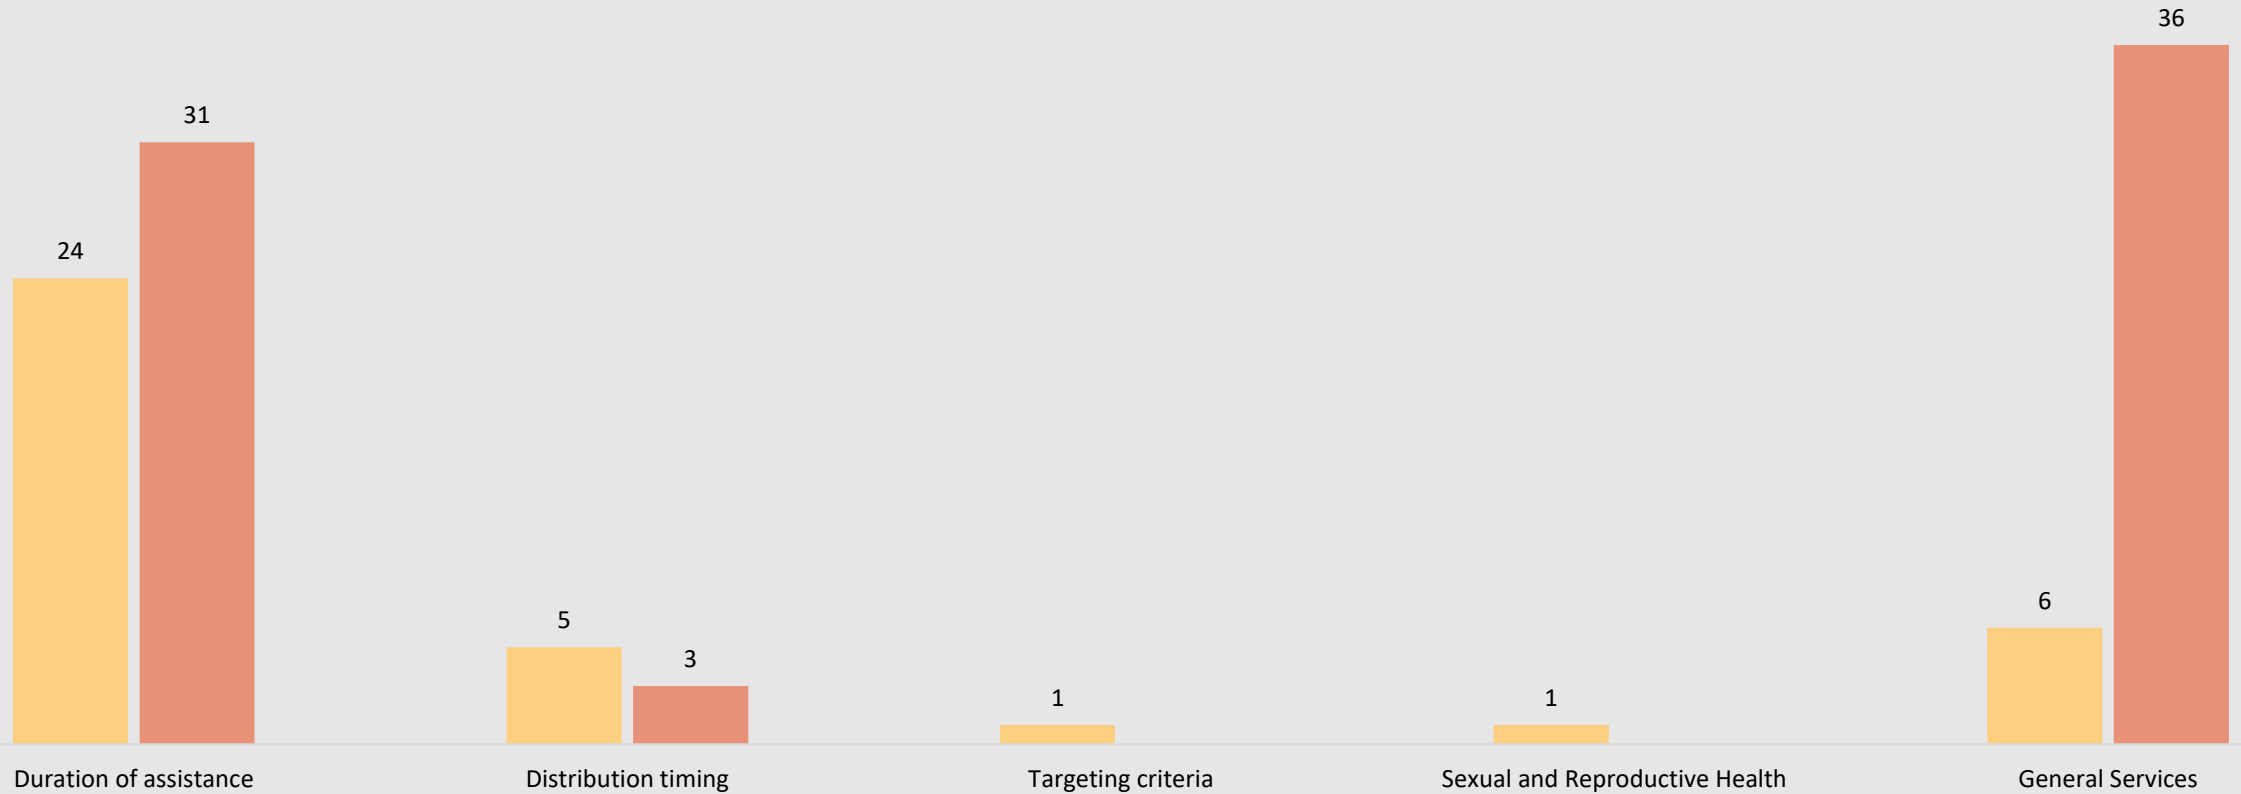 36
31
24
6
5
3
1
1
Duration of assistance
Distribution timing
Targeting criteria
Sexual and Reproductive Health
General Services